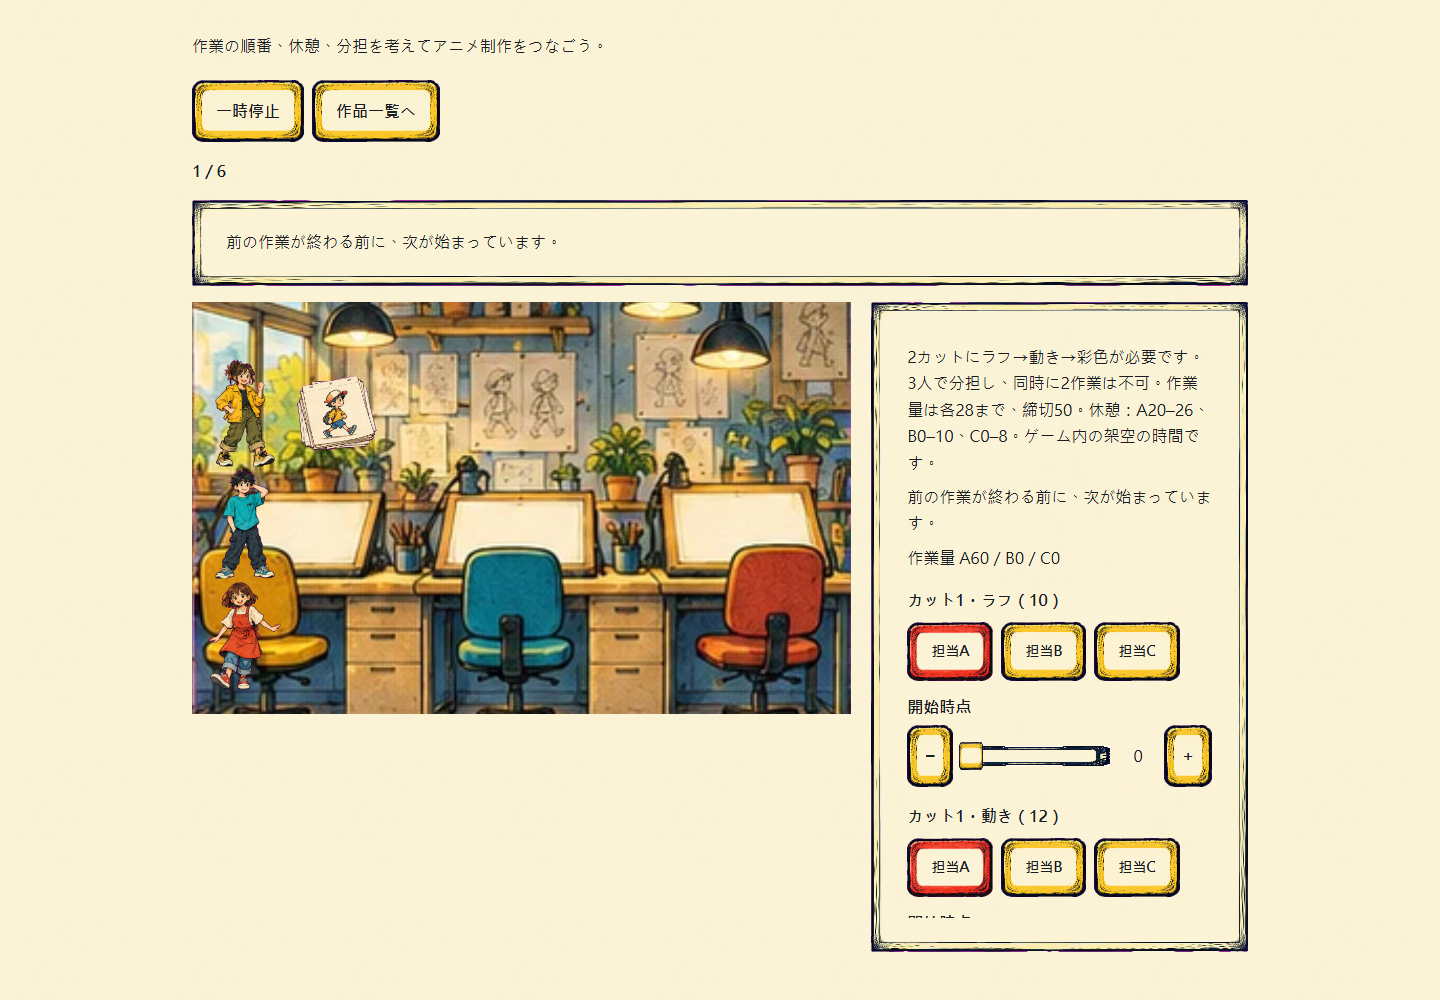 作業の順番、休憩、分担を考えてアニメ制作をつなごう。
一時停止
作品一覧へ
1 / 6
前の作業が終わる前に、次が始まっています。
2カットにラフ→動き→彩色が必要です。
3人で分担し、同時に2作業は不可。作業
量は各28まで、締切50。休憩：A20–26、
B0–10、C0–8。ゲーム内の架空の時間で
す。
前の作業が終わる前に、次が始まっていま
す。
作業量 A60 / B0 / C0
カット1・ラフ（10）
担当A
担当B
担当C
開始時点
−
0
+
カット1・動き（12）
担当A
担当B
担当C